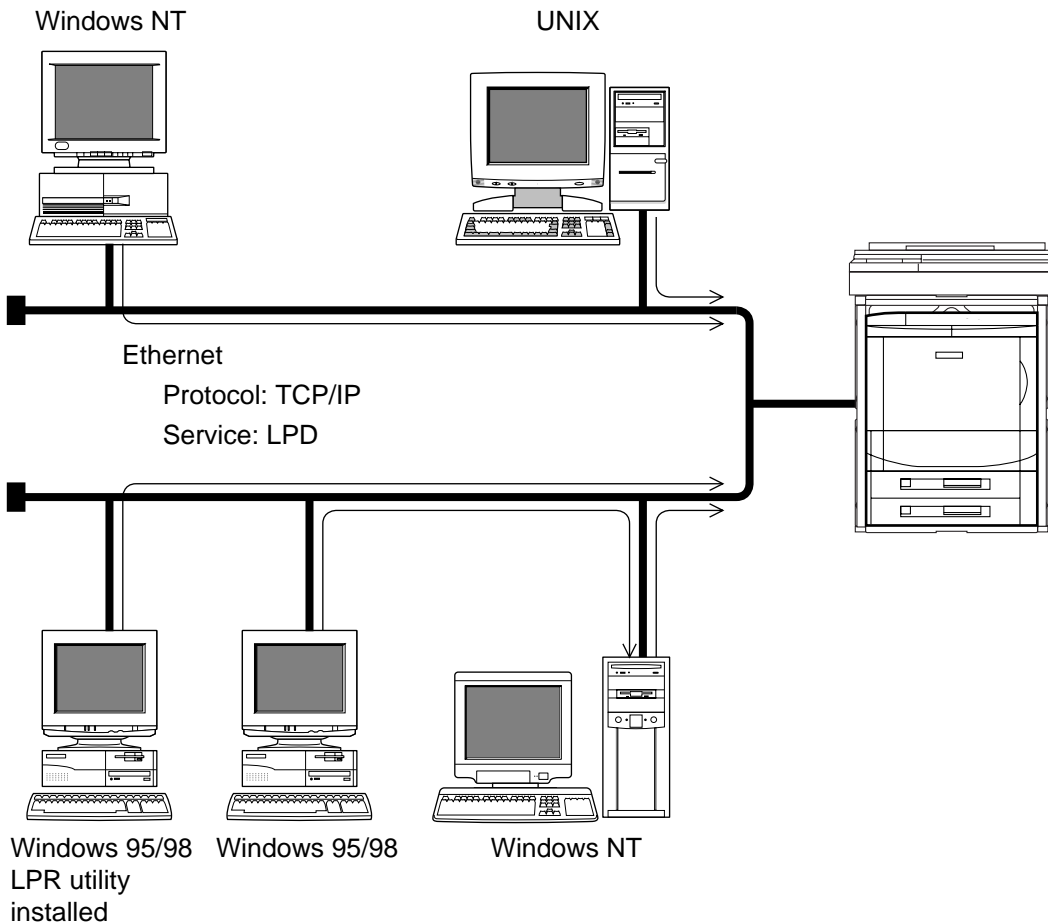 Windows NT
UNIX
Ethernet
Protocol: TCP/IP
Service: LPD
Windows 95/98
LPR utility
installed
Windows 95/98
Windows NT